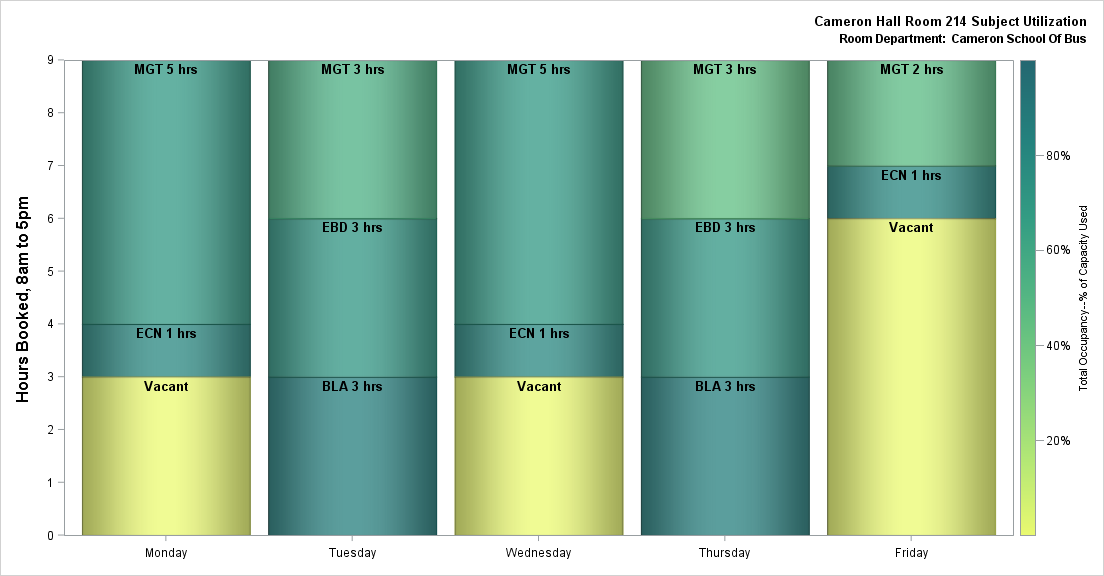 Cameron Hall Room 214 Subject Utilization
Room Department: Cameron School Of Bus
Hours Booked, 8am to 5pm
9
8
7
6
5
4
3
2
1
0
MGT 5 hrs
ECN 1 hrs
Vacant
MGT 3 hrs
EBD 3 hrs
BLA 3 hrs
MGT 5 hrs
ECN 1 hrs
Vacant
MGT 3 hrs
EBD 3 hrs
BLA 3 hrs
MGT 2 hrs
ECN 1 hrs
Vacant
Monday
Tuesday
Wednesday
Thursday
Friday
80%
60%
40%
20%
Total Occupancy--% of Capacity Used